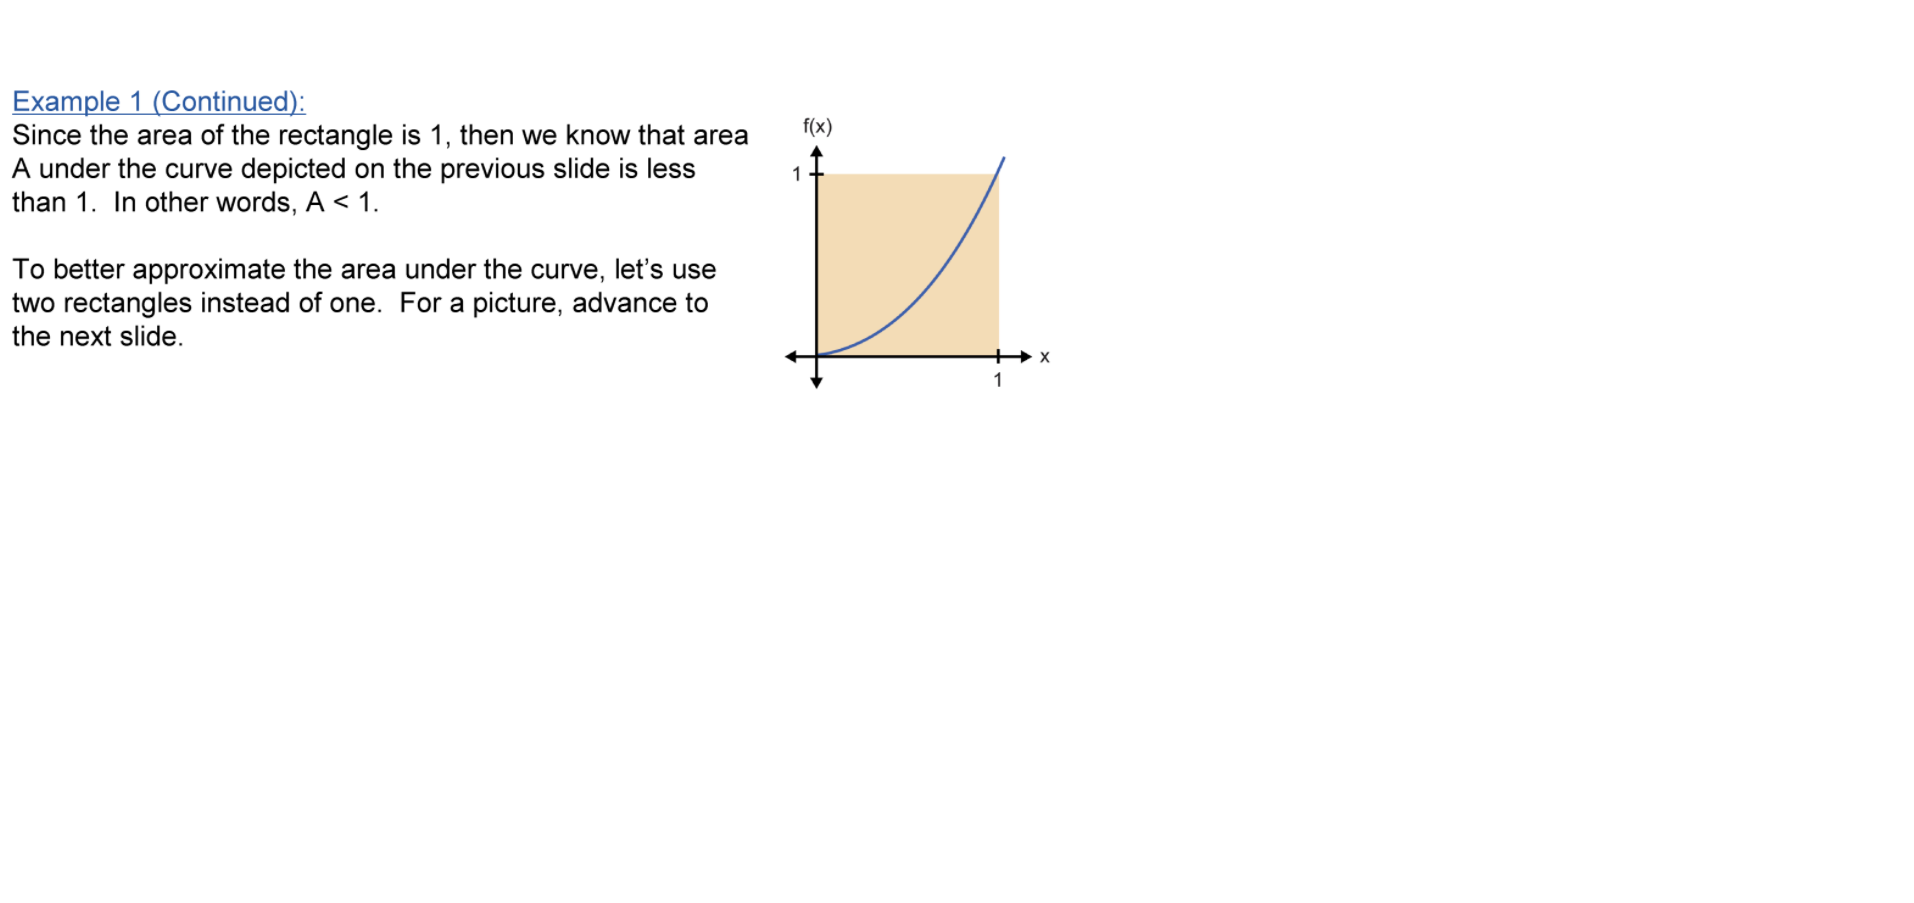 Example 1 (Continued):
Since the area of the rectangle is 1, then we know that area
A under the curve depicted on the previous slide is less
than 1.  In other words, A < 1.
To better approximate the area under the curve, let’s use
two rectangles instead of one.  For a picture, advance to
the next slide.
f(x)
1
x
1